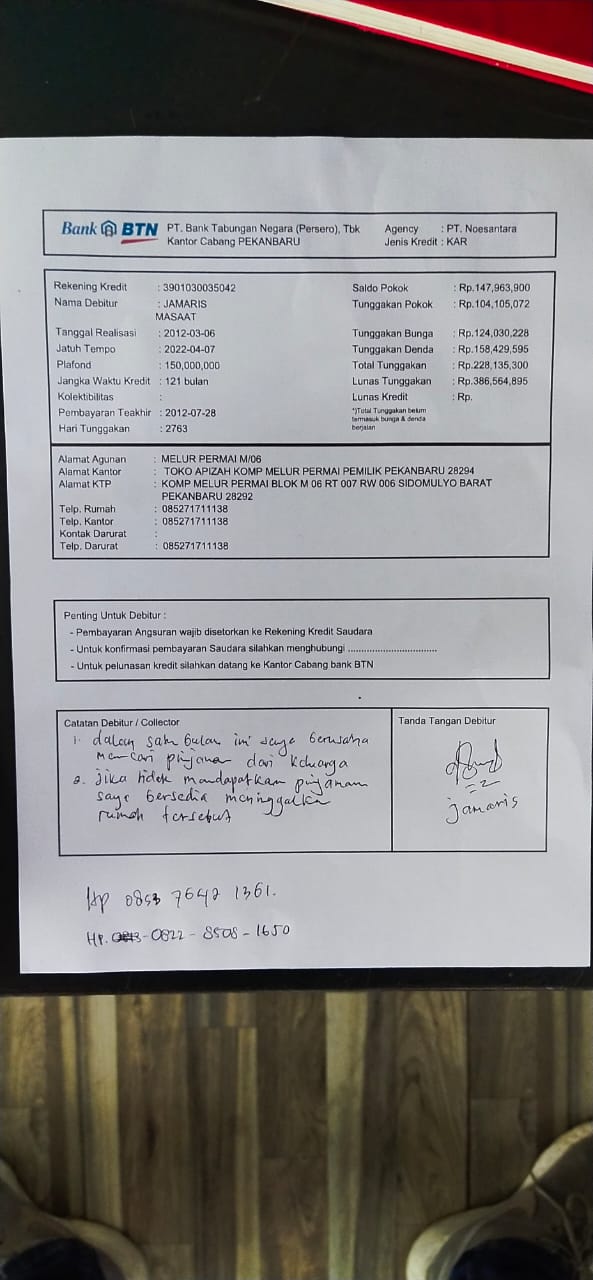 Bank BTN PT. Bank Tabungan Negara (Persero), Tbk Agency : PT. Noesantara
Kantor Cabang PEKANBARU Jenis Kredit : KAR
Rekening Kredit : 3901030035042 Saldo Pokok : Rp.147,963,900
Nama Debitur : JAMARIS Tunggakan Pokok : Rp.104,105,072
MASAAT
Tanggal Realisasi : 2012-03-06 Tunggakan Bunga : Rp.124,030,228
Jatuh Tempo : 2022-04-07 Tunggakan Denda : Rp.158,429,595
Plafond : 150,000,000 Total Tunggakan : Rp.228,135,300
Jangka Waktu Kredit : 121 bulan Lunas Tunggakan : Rp.386,564,895
Kolektibilitas : Lunas Kredit : Rp.
Pembayaran Teakhir : 2012-07-28 *)Total Tunggakan belum
termasuk bunga & denda
Hari Tunggakan : 2763 berjalan
Alamat Agunan : MELUR PERMAI M/06
Alamat Kantor : TOKO APIZAH KOMP MELUR PERMAI PEMILIK PEKANBARU 28294
Alamat KTP : KOMP MELUR PERMAI BLOK M 06 RT 007 RW 006 SIDOMULYO BARAT
PEKANBARU 28292
Telp. Rumah : 085271711138
Telp. Kantor : 085271711138
Kontak Darurat :
Telp. Darurat : 085271711138
Penting Untuk Debitur :
- Pembayaran Angsuran wajib disetorkan ke Rekening Kredit Saudara
- Untuk konfirmasi pembayaran Saudara silahkan menghubungi ..................................
- Untuk pelunasan kredit silahkan datang ke Kantor Cabang bank BTN
Catatan Debitur / Collector Tanda Tangan Debitur
1. dalam satu bulan ini saya berusaha
mencari pinjaman dari keluarga
2. jika tidak mendapatkan pinjaman
saya bersedia meninggalkan
rumah tersebut
jamaris
Hp 0853 7642 1361.
HP. 0822 - 8508 - 1650